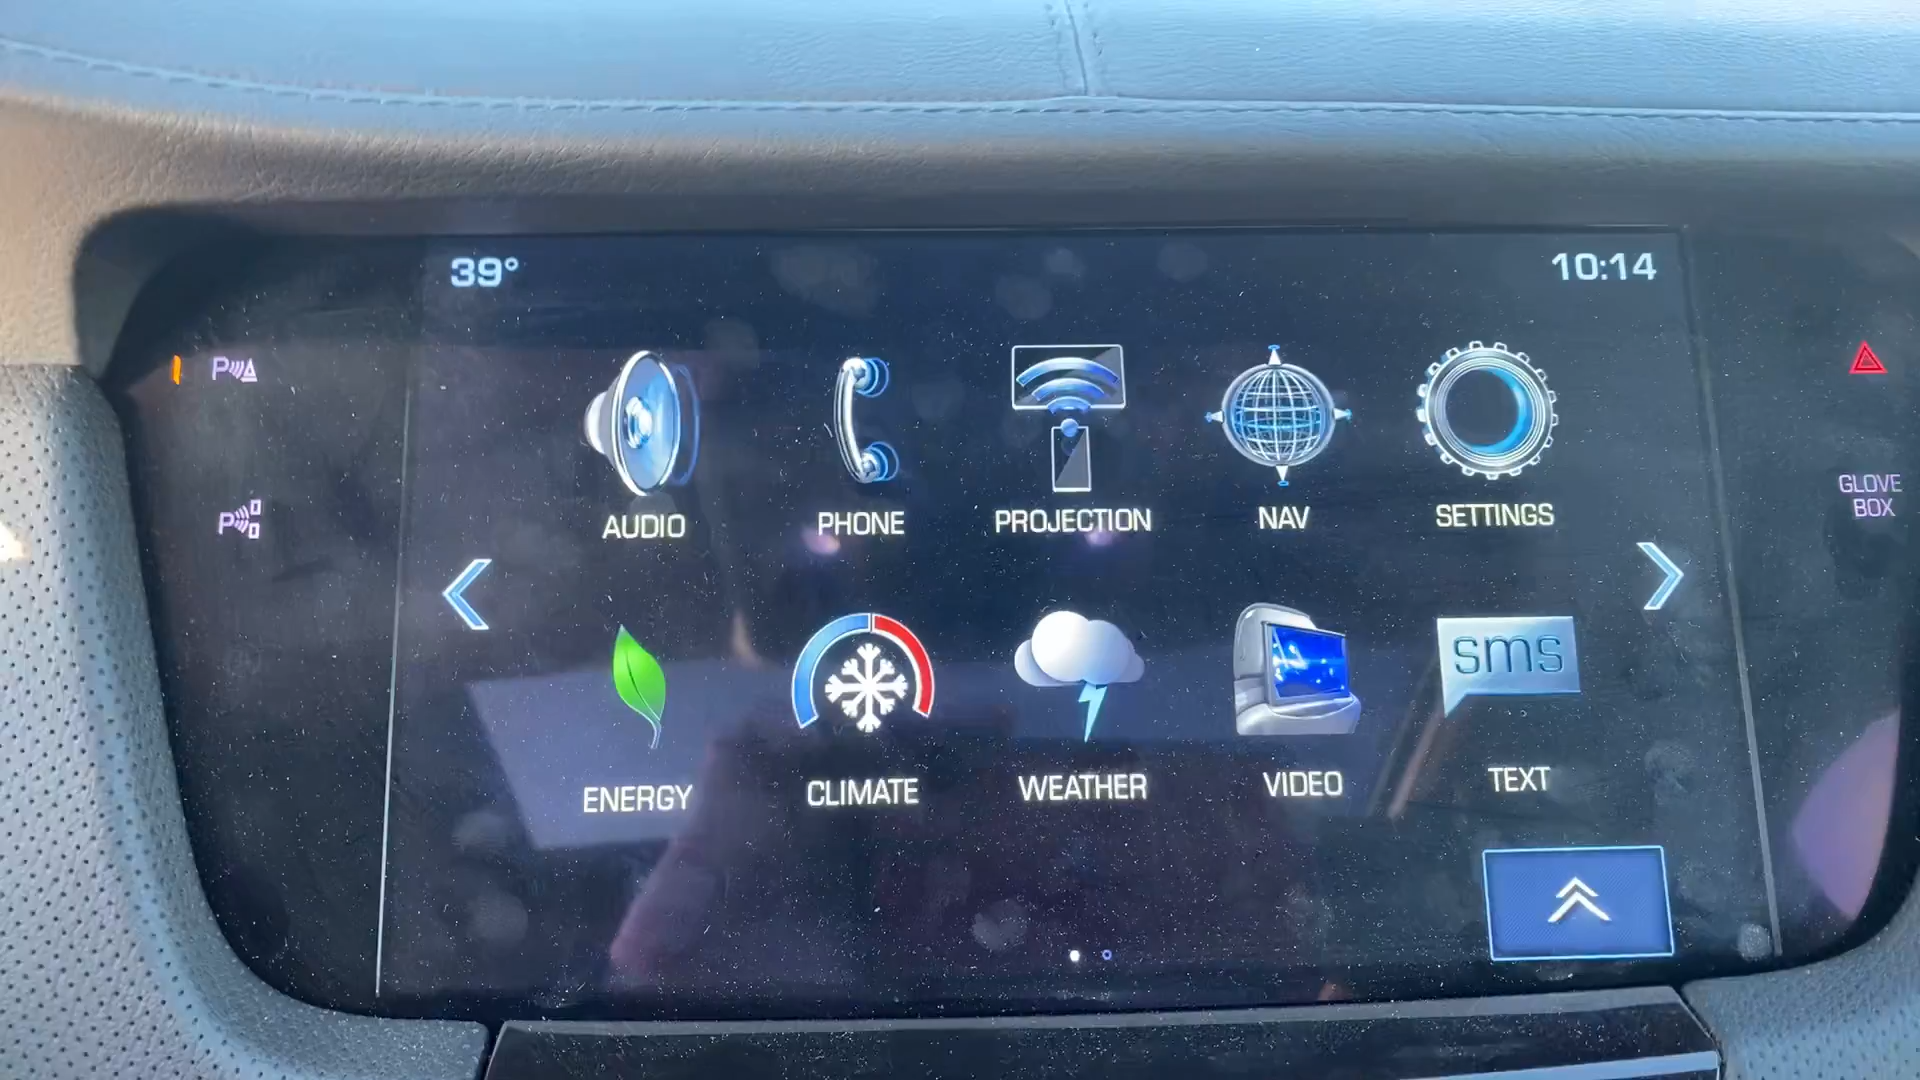 39°
10:14
P
P
AUDIO
PHONE
PROJECTION
NAV
SETTINGS
GLOVE
BOX
sms
ENERGY
CLIMATE
WEATHER
VIDEO
TEXT